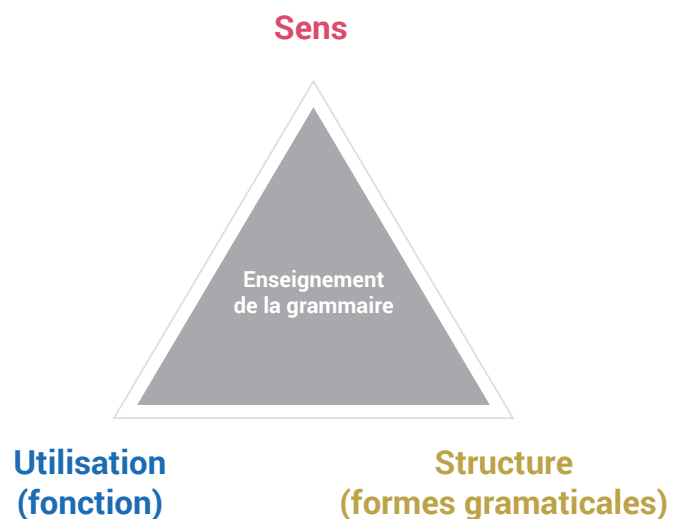 Sens
Enseignement
de la grammaire
Utilisation
(fonction)
Structure
(formes gramaticales)